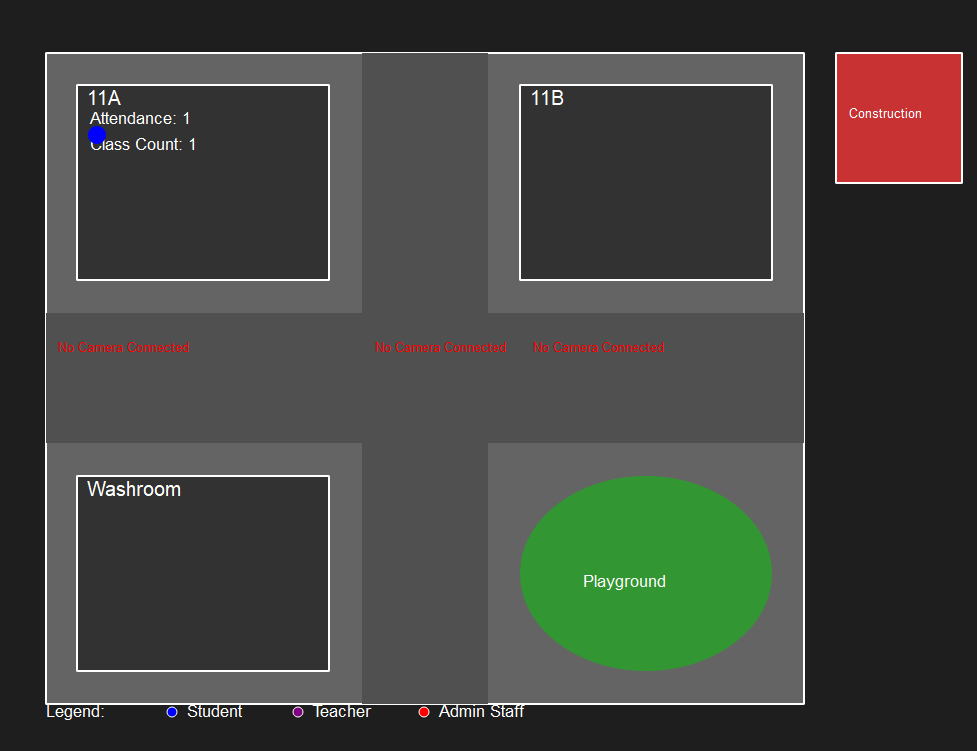 11A
Attendance: 1
Class Count: 1
11B
Construction
No Camera Connected
No Camera Connected
No Camera Connected
Washroom
Playground
Legend:
Student
Teacher
Admin Staff